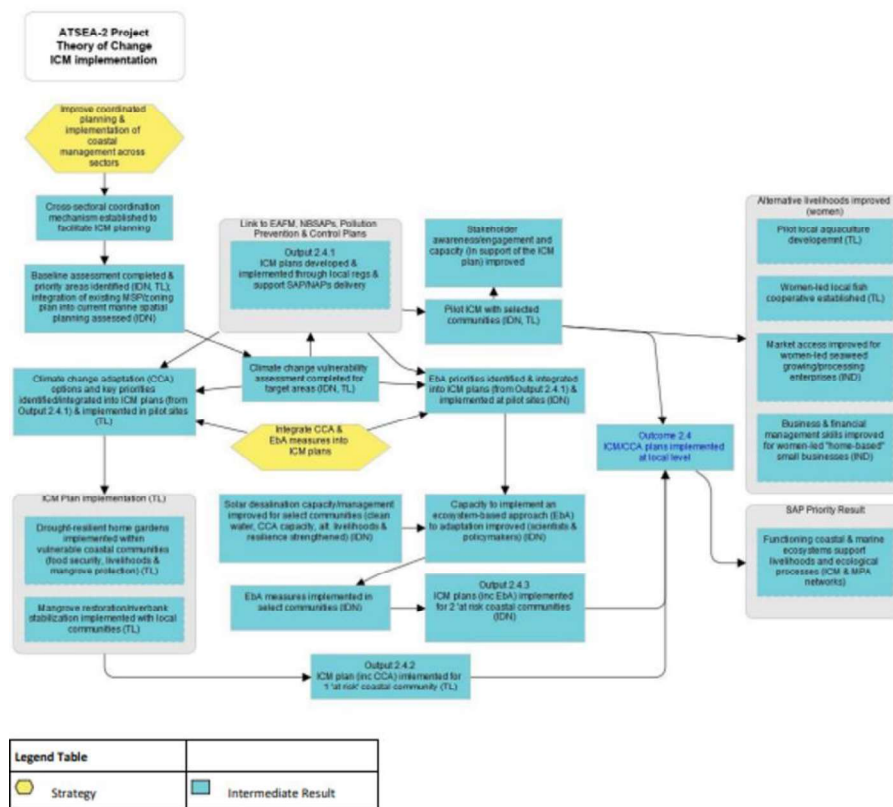 ATSEA-2 Project
Theory of Change
ICM implementation
Improve coordinated
planning &
implementation of
coastal
management across
sectors
Cross-sectoral coordination
mechanism established to
facilitate ICM planning
Baseline assessment completed &
priority areas identified (IDN, TL);
integration of existing MSP/zoning
plan into current marine spatial
planning assessed (IDN)
Link to EAFM, NBSAPs, Pollution
Prevention & Control Plans
Output 2.4.1
ICM plans developed &
implemented through local regs &
support SAP/NAPs delivery
Stakeholder
awareness/engagement and
capacity (in support of the ICM
plan) improved
Pilot ICM with selected
communities (IDN, TL)
Alternative livelihoods improved
(women)
Pilot local aquaculture
developemnt (TL)
Women-led local fish
cooperative established (TL)
Market access improved for
women-led seaweed
growing/processing
enterprises (IND)
Business & financial
management skills improved
for women-led "home-based"
small businesses (IND)
Climate change adaptation (CCA)
options and key priorities
identified/integrated into ICM plans (from
Output 2.4.1) & implemented in pilot sites
(TL)
Climate change vulnerability
assessment completed for
target areas (IDN, TL)
EbA priorities identified & integrated
into ICM plans (from Output 2.4.1) &
implemented at pilot sites (IDN)
Integrate CCA &
EbA measures into
ICM plans
Outcome 2.4
ICM/CCA plans implemented
at local level
ICM Plan implementation (TL)
Drought-resilient home gardens
implemented within
vulnerable coastal communities
(food security, livelihoods &
mangrove protection) (TL)
Mangrove restoration/riverbank
stabilization implemented with local
communities (TL)
Solar desalination capacity/management
improved for select communities (clean
water, CCA capacity, alt. livelihoods &
resilience strengthened) (IDN)
Capacity to implement an
ecosystem-based approach (EbA)
to adaptation improved (scientists &
policymakers) (IDN)
SAP Priority Result
Functioning coastal & marine
ecosystems support
livelihoods and ecological
processes (ICM & MPA
networks)
EbA measures implemented in
select communities (IDN)
Output 2.4.3
ICM plans (inc EbA) implemented
for 2 'at risk coastal communities
(IDN)
Output 2.4.2
ICM plan (inc CCA) imlemented for
1 'at risk' coastal community (TL)
Legend Table
Strategy
Intermediate Result